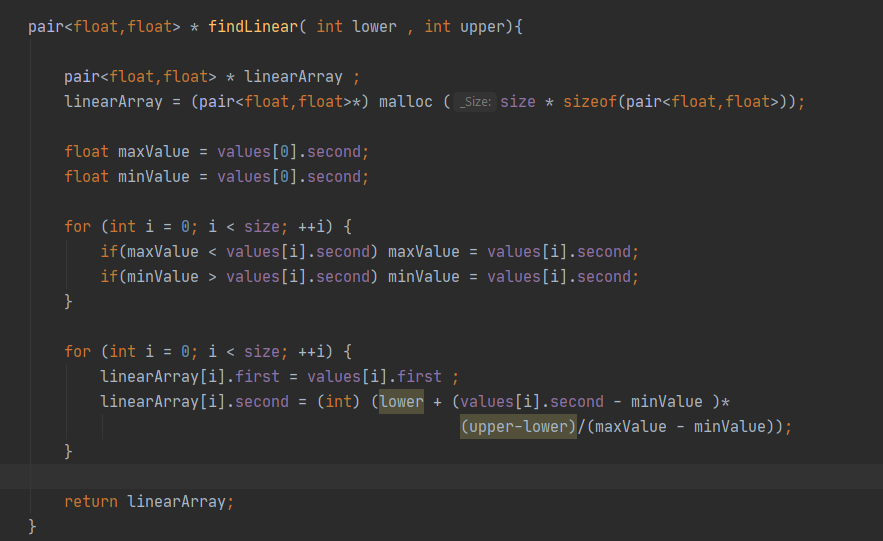 pair<float,float> * findLinear( int lower , int upper){
pair<float,float> * linearArray ;
linearArray = (pair<float,float>*) malloc ( _Size: size * sizeof(pair<float,float>));
float maxValue = values[0].second;
float minValue = values[0].second;
for (int i = 0; i < size; ++i) {
if(maxValue < values[i].second) maxValue = values[i].second;
if(minValue > values[i].second) minValue = values[i].second;
}
for (int i = 0; i < size; ++i) {
linearArray[i].first = values[i].first ;
linearArray[i].second = (int) (lower + (values[i].second - minValue )*
(upper-lower)/(maxValue - minValue));
}
return linearArray;
}